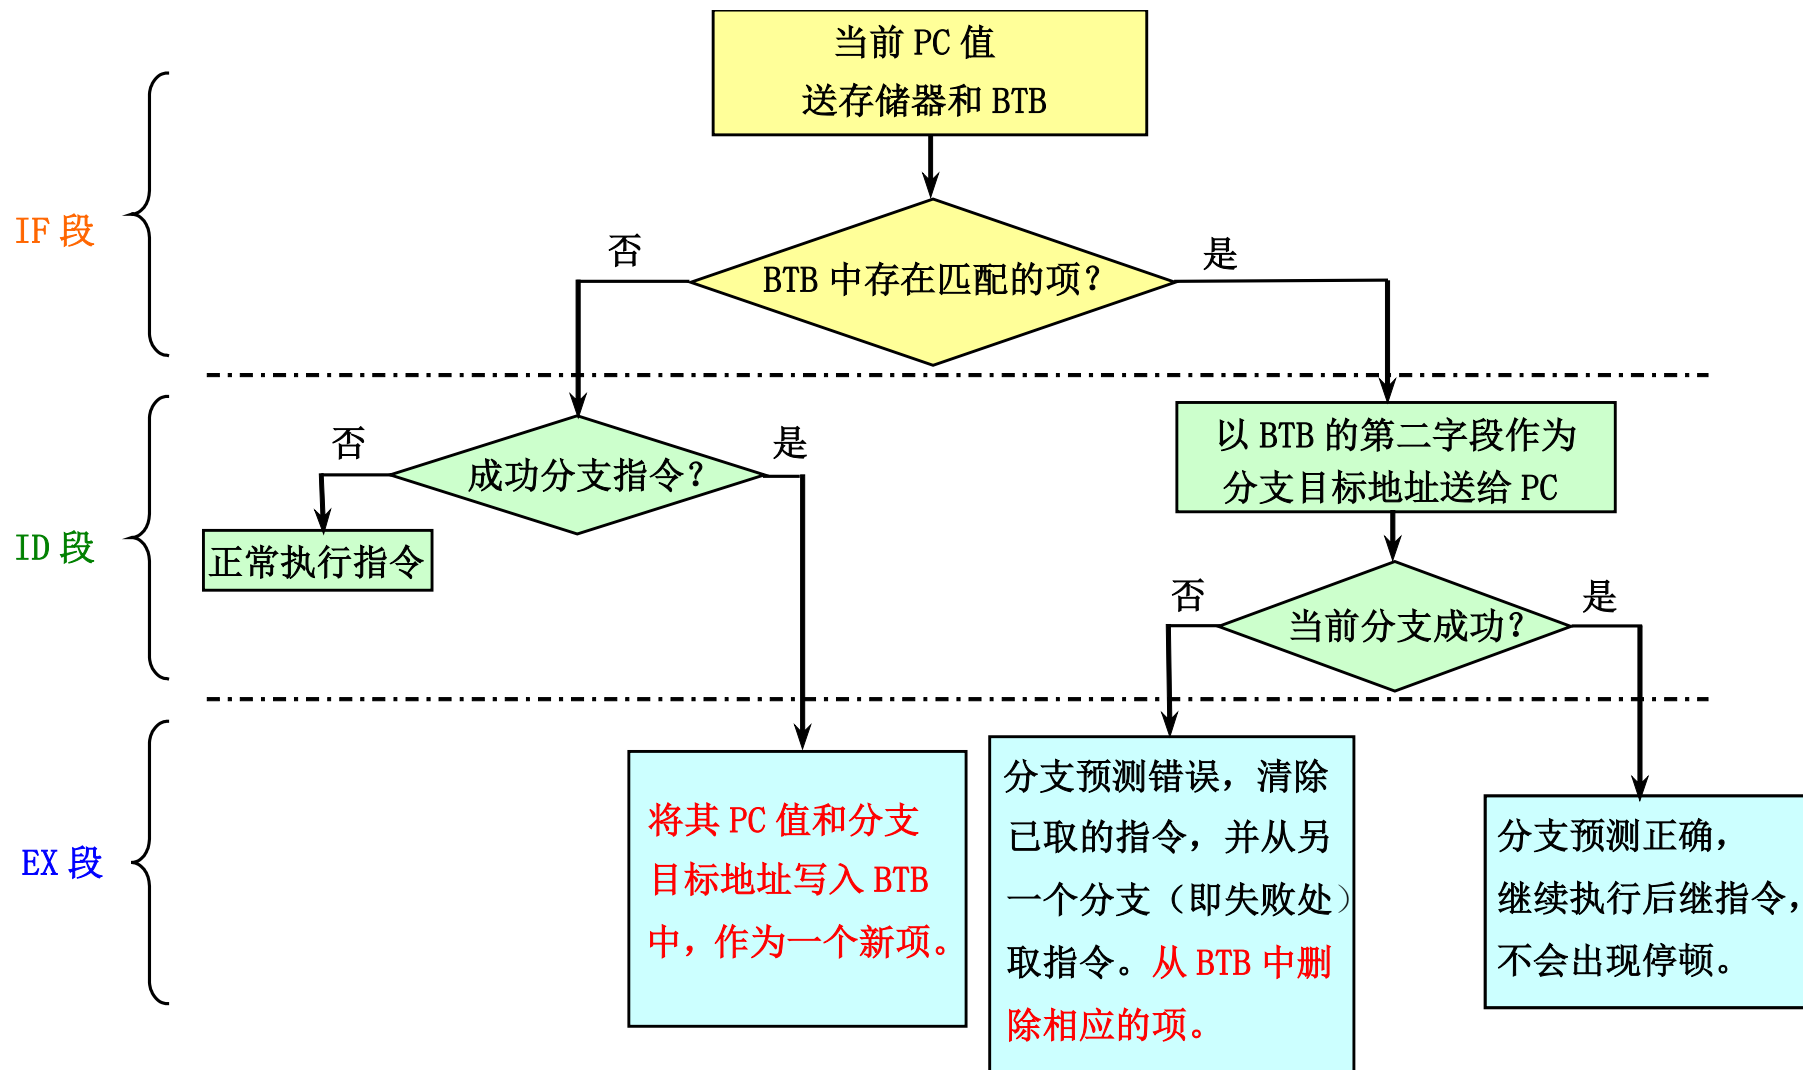 当前 PC 值
送存储器和 BTB
IF 段
否
是
BTB 中存在匹配的项？
否
是
成功分支指令？
以 BTB 的第二字段作为
分支目标地址送给 PC
正常执行指令
ID 段
否
是
当前分支成功？
EX 段
将其 PC 值和分支
目标地址写入 BTB
中，作为一个新项。
分支预测错误，清除
已取的指令，并从另
一个分支（即失败处）
取指令。从 BTB 中删
除相应的项。
分支预测正确，
继续执行后继指令，
不会出现停顿。